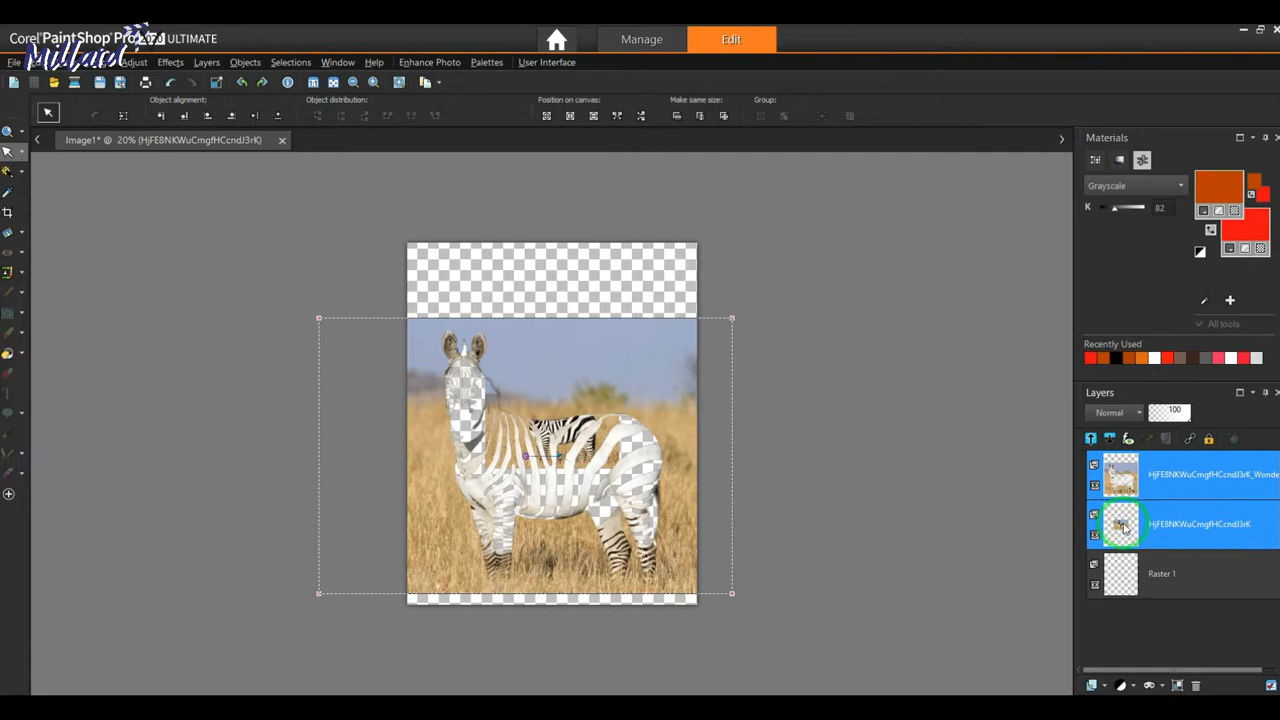 Corel PaintShop Pro 2020 ULTIMATE
Millard
Manage
Edit
File
Adjust
Effects
Layers
Objects
Selections
Window
Help
Enhance Photo
Palettes
User Interface
Object alignment:
Object distribution:
Position on canvas:
Make same size:
Group:
Image1* @ 20% (HjFE8NKWuCmgfHCcndJ3rK)
Materials
Grayscale
K
82
All tools
Recently Used
Layers
Normal
100
HjFE8NKWuCmgfHCcndJ3rK_Wonde
HjFE8NKWuCmgfHCcndJ3rK
Raster 1